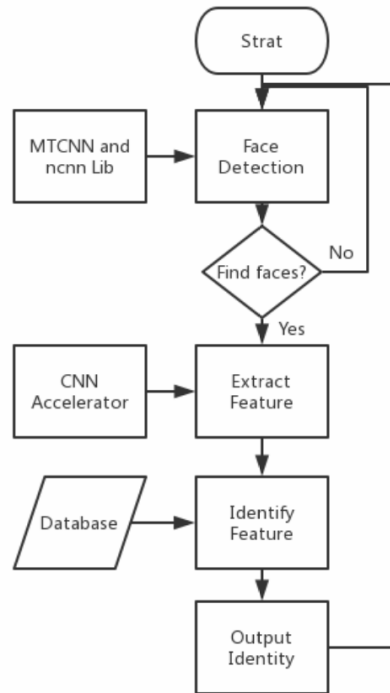 Strat
MTCNN and
ncnn Lib
Face
Detection
Find faces?
No
Yes
CNN
Accelerator
Extract
Feature
Database
Identify
Feature
Output
Identity